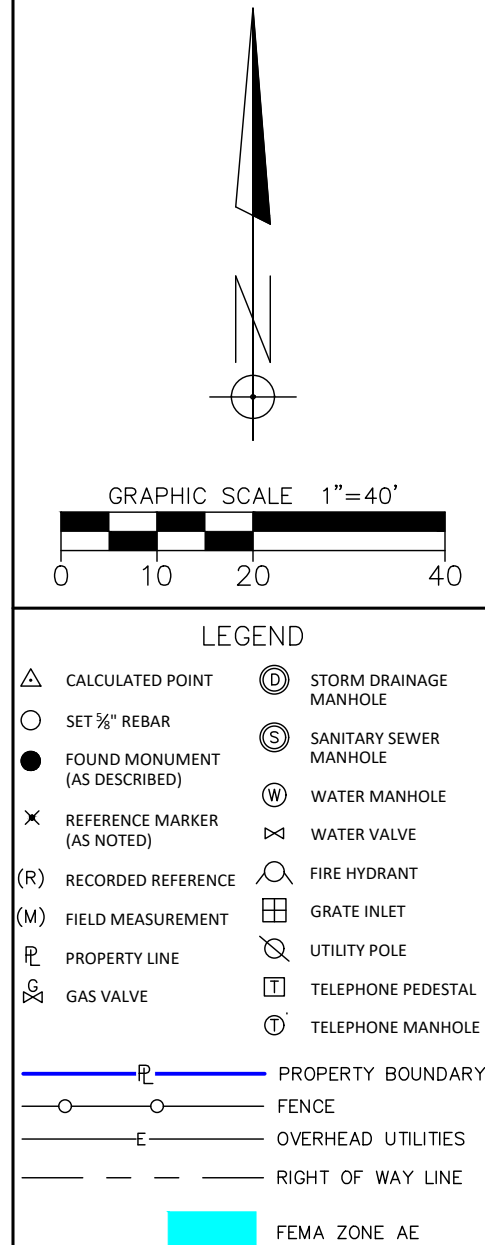 N
GRAPHIC SCALE 1"=40'
0 10 20 40
LEGEND
CALCULATED POINT
SET 5/8" REBAR
FOUND MONUMENT
(AS DESCRIBED)
REFERENCE MARKER
(AS NOTED)
(R) RECORDED REFERENCE
(M) FIELD MEASUREMENT
PL PROPERTY LINE
G GAS VALVE
D STORM DRAINAGE
MANHOLE
S SANITARY SEWER
MANHOLE
W WATER MANHOLE
WATER VALVE
FIRE HYDRANT
GRATE INLET
UTILITY POLE
T TELEPHONE PEDESTAL
T TELEPHONE MANHOLE
PL PROPERTY BOUNDARY
FENCE
E OVERHEAD UTILITIES
RIGHT OF WAY LINE
FEMA ZONE AE